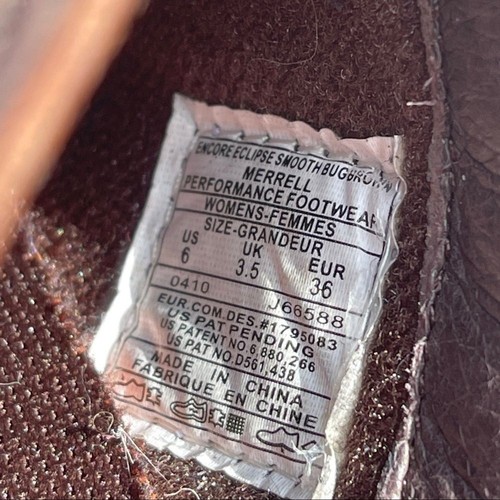 ENCORE ECLIPSE SMOOTH BUGBROWN
MERRELL
PERFORMANCE FOOTWEAR
WOMENS-FEMMES
SIZE-GRANDEUR
US UK EUR
6 3.5 36
0410 J66588
EUR.COM.DES.#1795083
US PAT PENDING
US PATENT NO 6,880,266
US PAT NO.D561,438
MADE IN CHINA
FABRIQUE EN CHINE